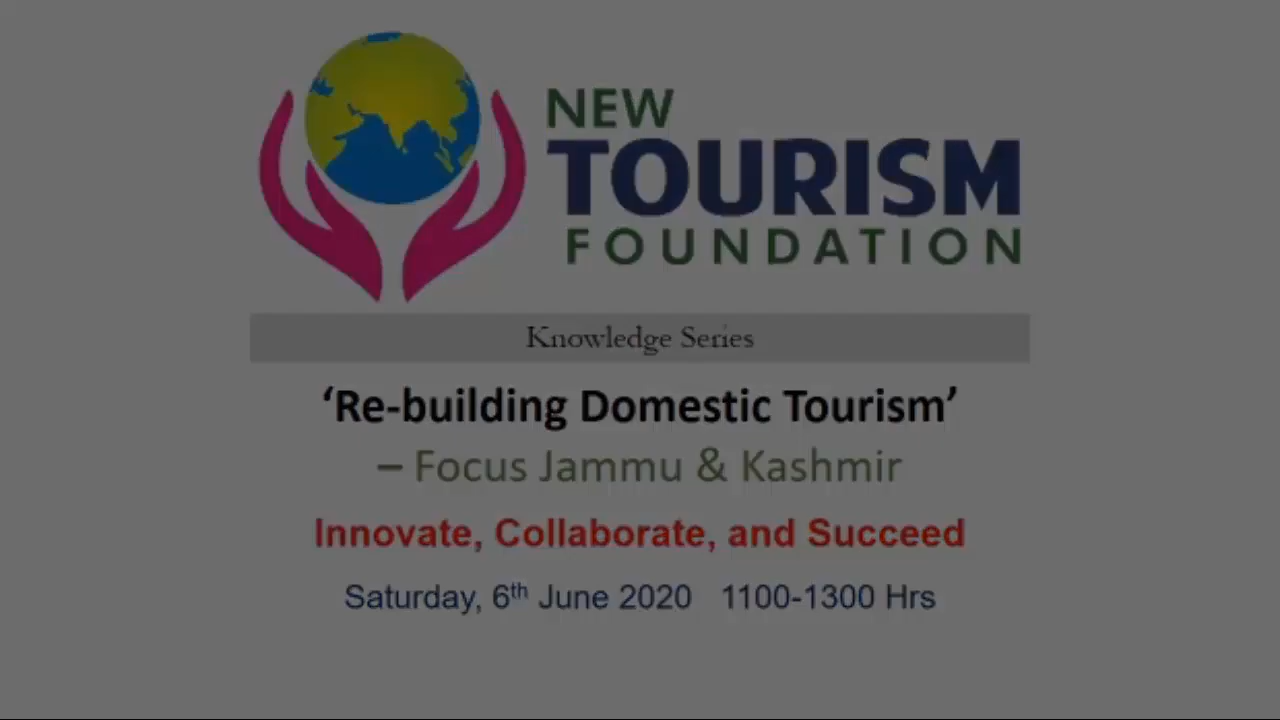 NEW
TOURISM
FOUNDATION
Knowledge Series
‘Re-building Domestic Tourism’
– Focus Jammu & Kashmir
Innovate, Collaborate, and Succeed
Saturday, 6th June 2020 1100-1300 Hrs